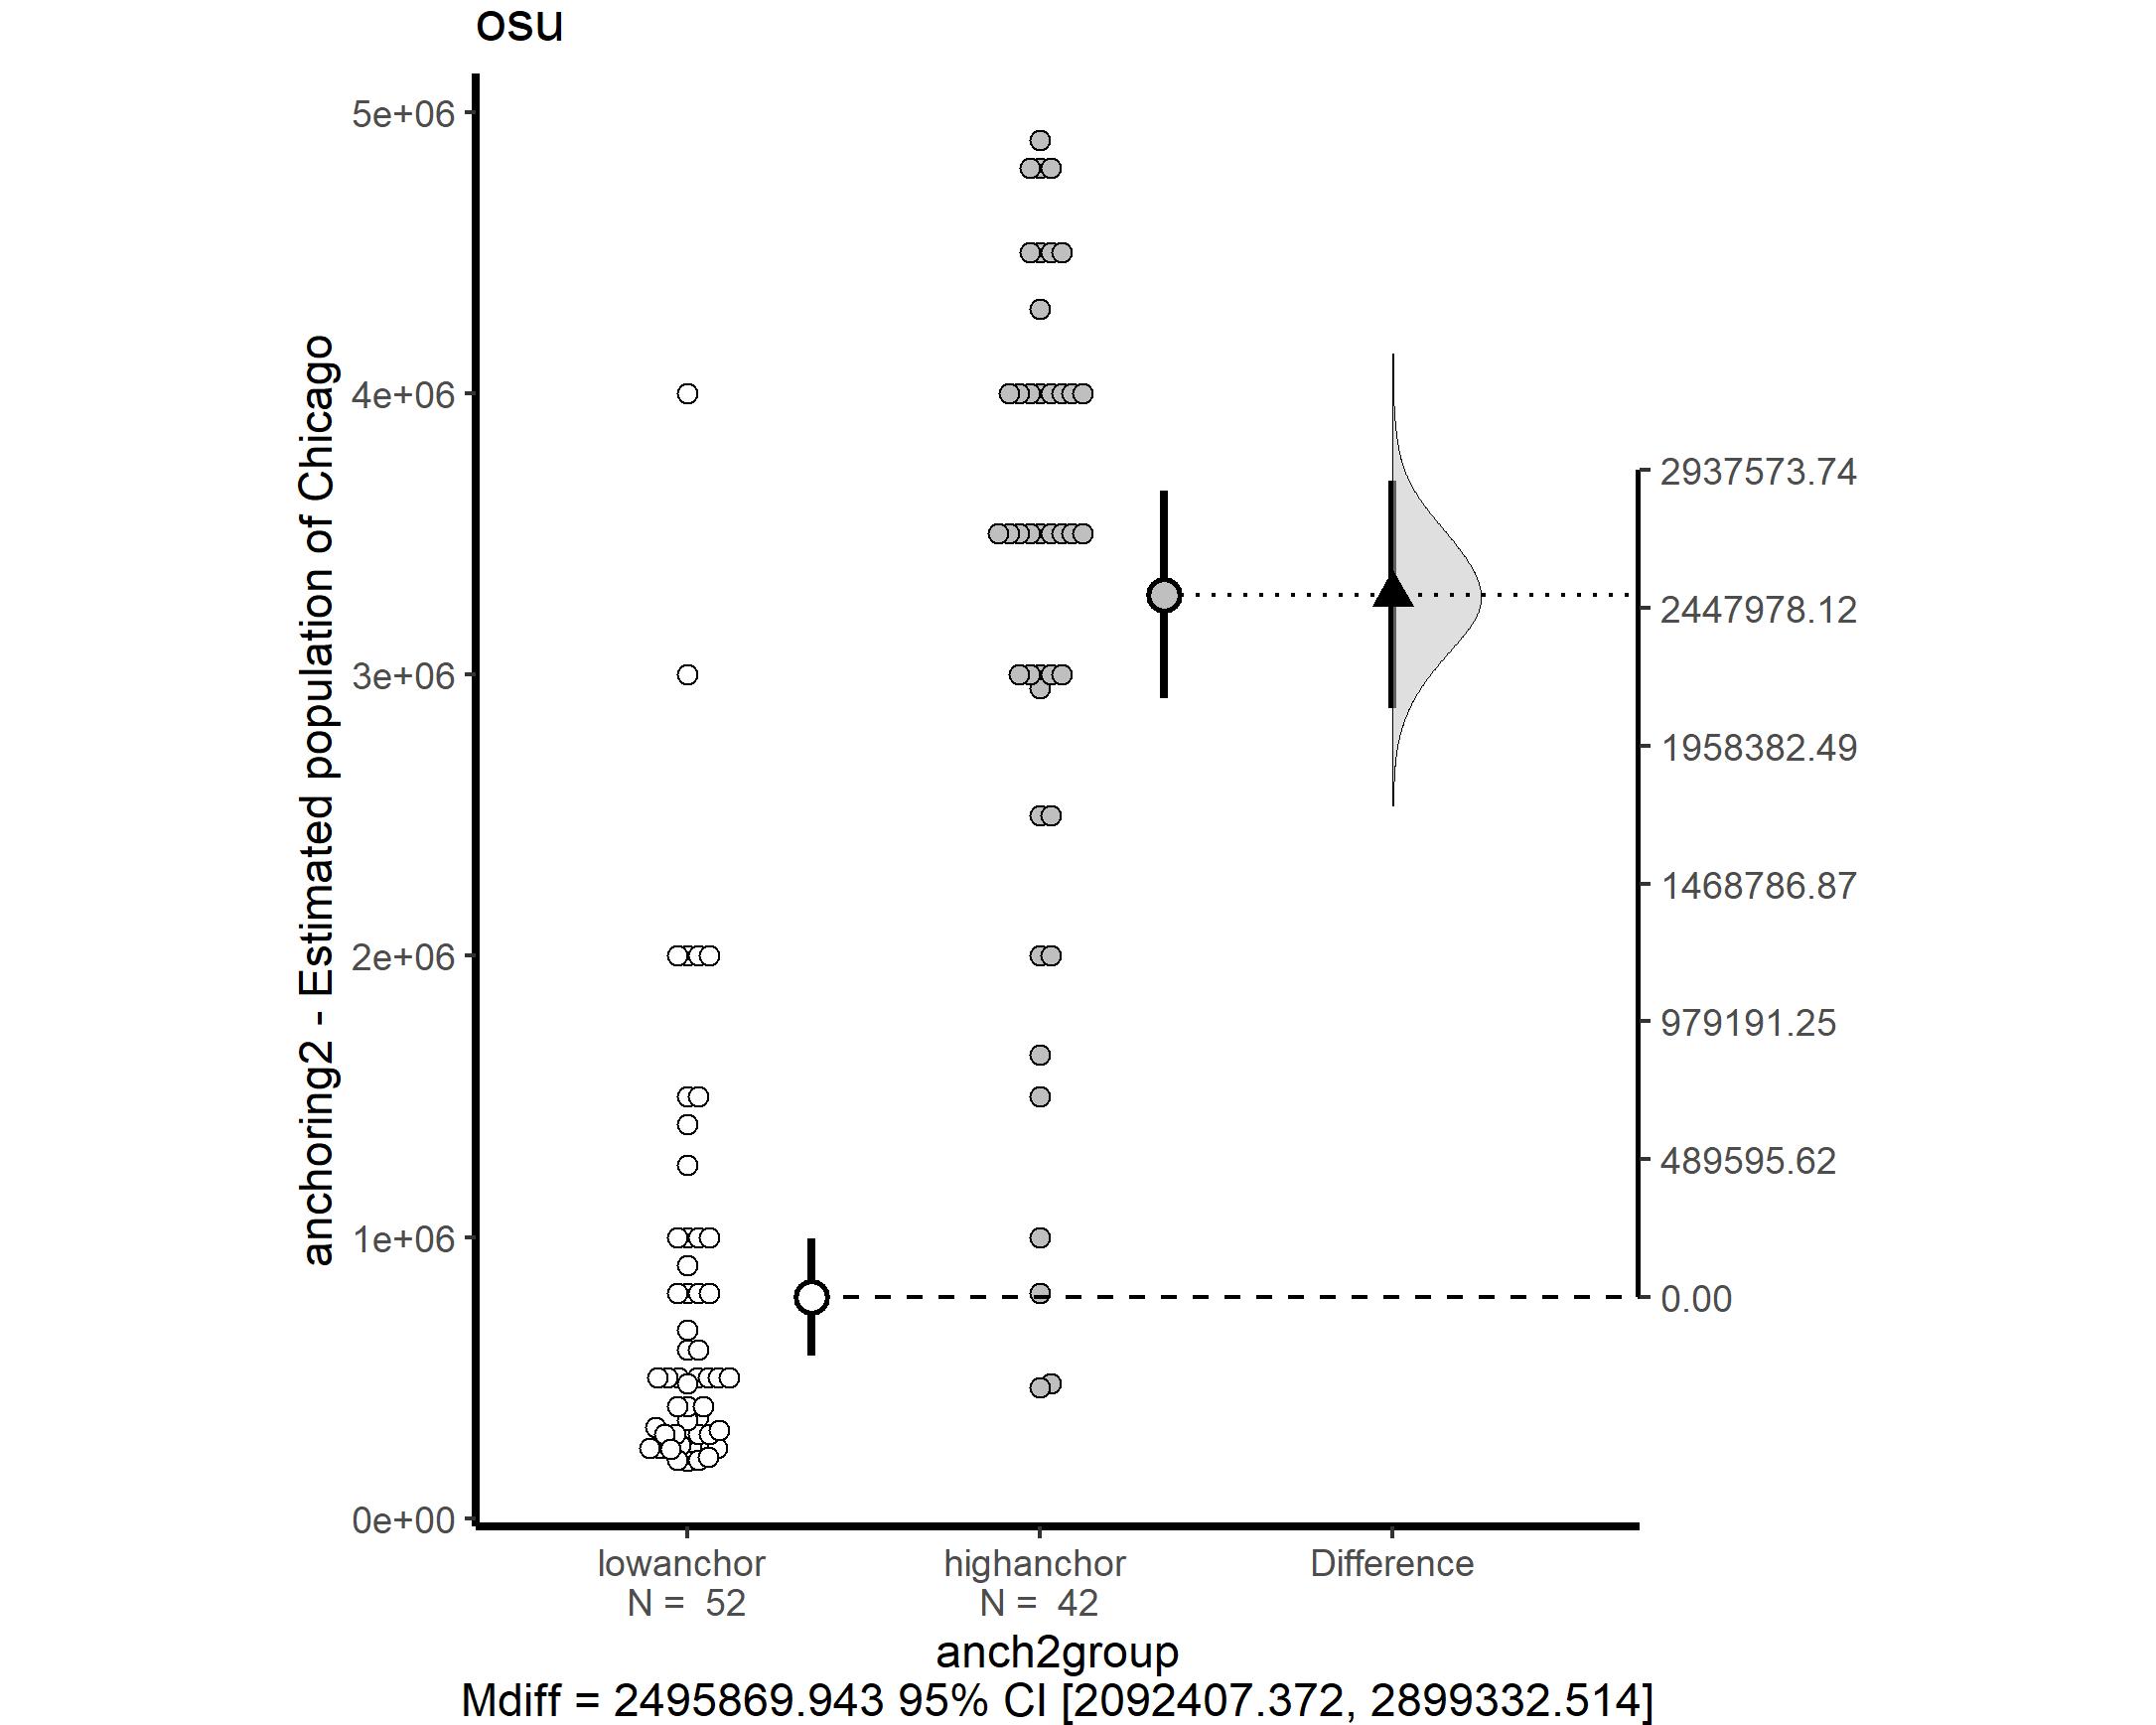 osu
anchoring2 - Estimated population of Chicago
5e+06
4e+06
3e+06
2e+06
1e+06
0e+00
2937573.74
2447978.12
1958382.49
1468786.87
979191.25
489595.62
0.00
lowanchor
N =  52
highanchor
N =  42
Difference
anch2group
Mdiff = 2495869.943 95% CI [2092407.372, 2899332.514]